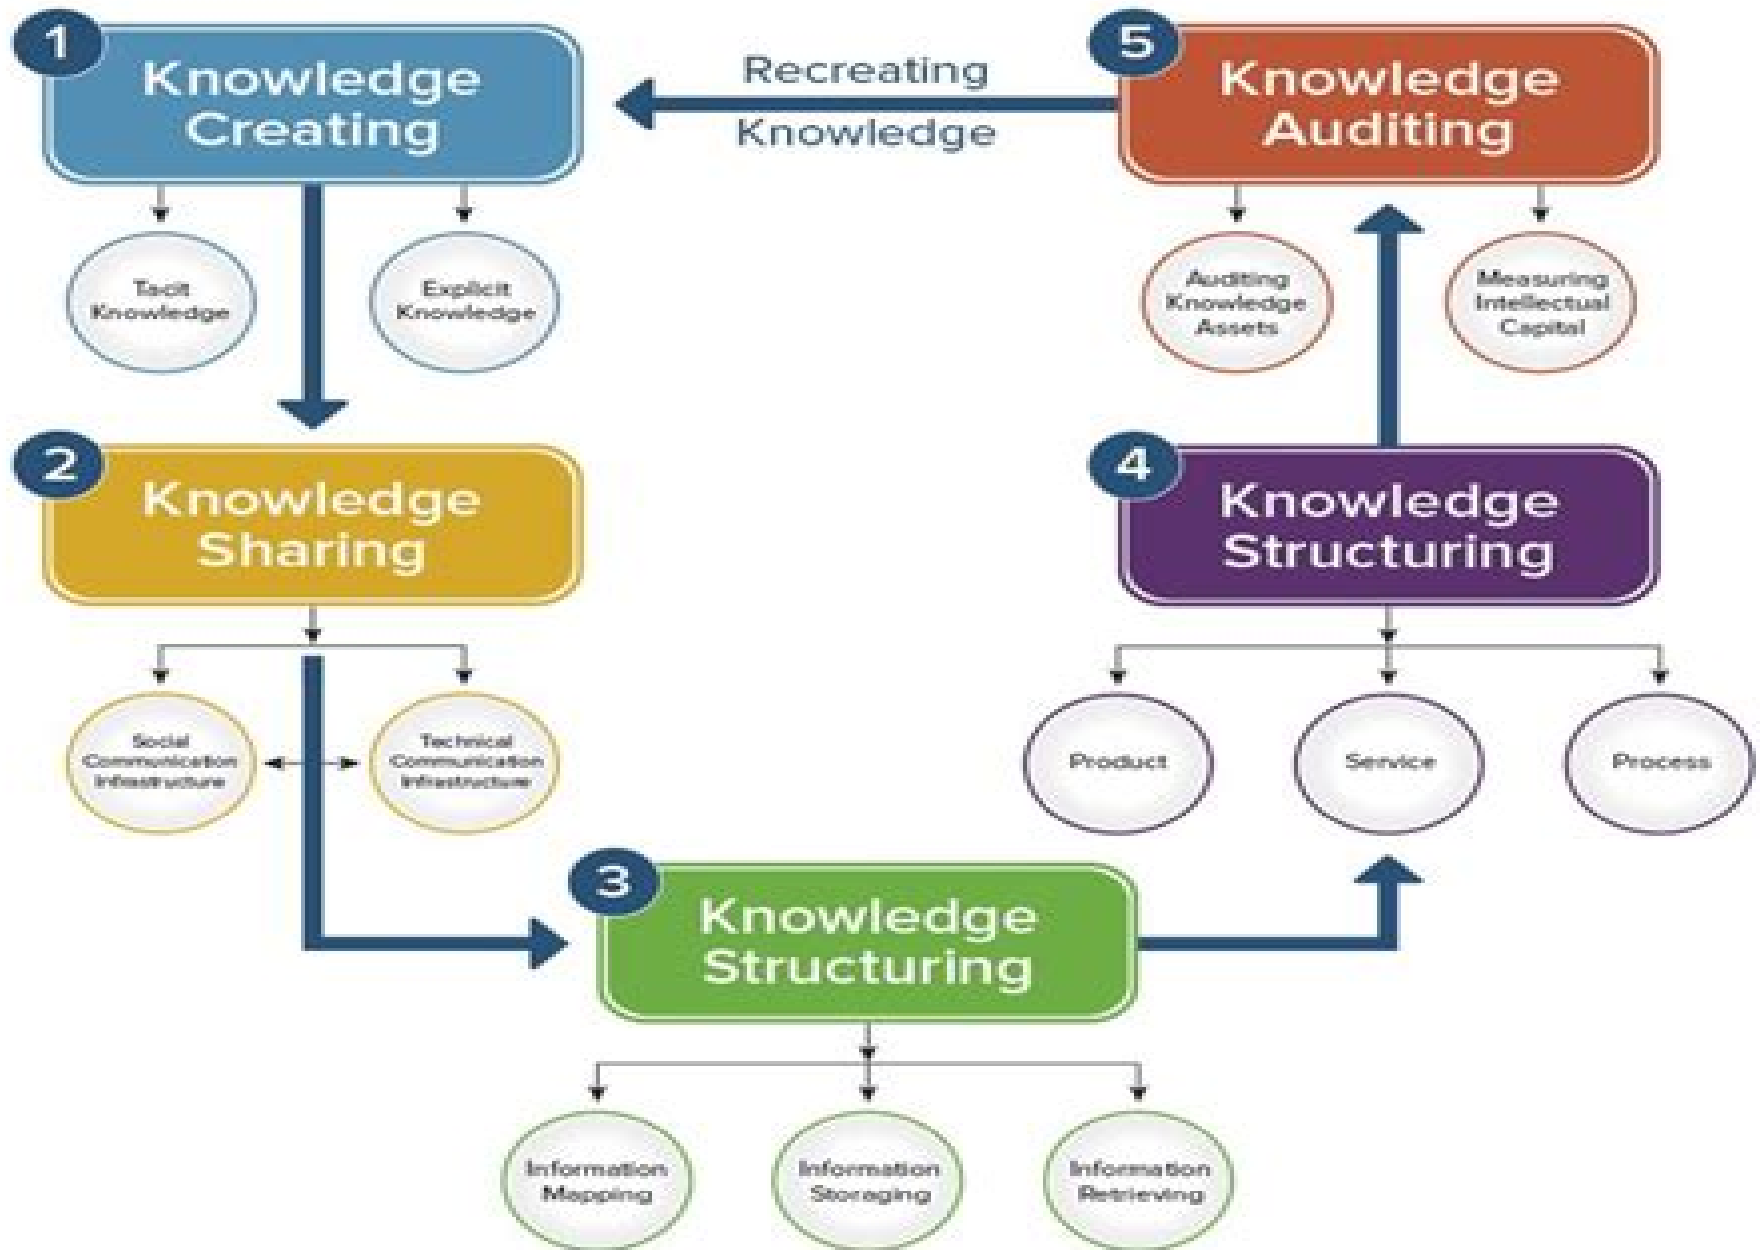 1
Knowledge
Creating
Tacit
Knowledge
Explicit
Knowledge
2
Knowledge
Sharing
Social
Communication
Infrastructure
Technical
Communication
Infrastructure
3
Knowledge
Structuring
Information
Mapping
Information
Storaging
Information
Retrieving
4
Knowledge
Structuring
Product
Service
Process
5
Knowledge
Auditing
Auditing
Knowledge
Assets
Measuring
Intellectual
Capital
Recreating
Knowledge